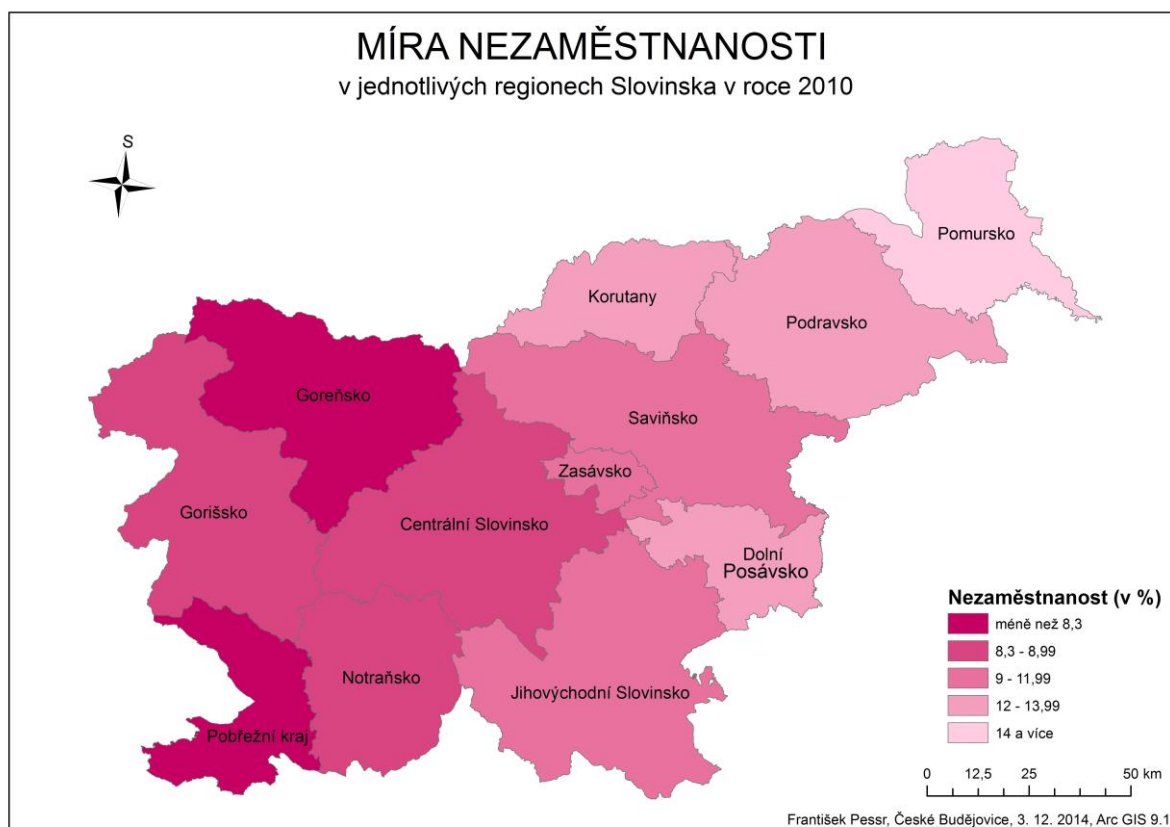 MÍRA NEZAMĚSTNANOSTI
v jednotlivých regionech Slovinska v roce 2010
S
Pomursko
Korutany
Podravsko
Goreňsko
Saviňsko
Zasávsko
Gorišsko
Centrální Slovinsko
Dolní
Posávsko
Notraňsko
Jihovýchodní Slovinsko
Pobřežní kraj
Nezaměstnanost (v %)
méně než 8,3
8,3 - 8,99
9 - 11,99
12 - 13,99
14 a více
0 12,5 25 50 km
František Pessr, České Budějovice, 3. 12. 2014, Arc GIS 9.1